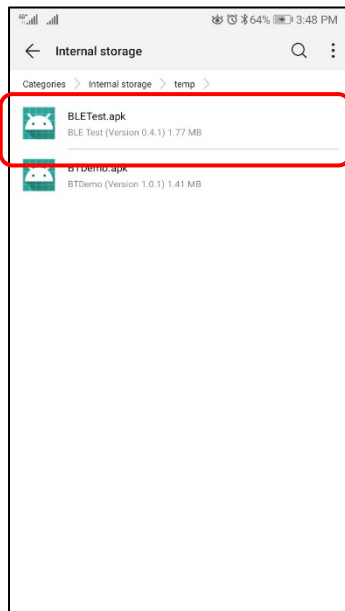 64% 3:48 PM
Internal storage
Categories > Internal storage > temp >
BLETest.apk
BLE Test (Version 0.4.1) 1.77 MB
BTDemo.apk
BTDemo (Version 1.0.1) 1.41 MB